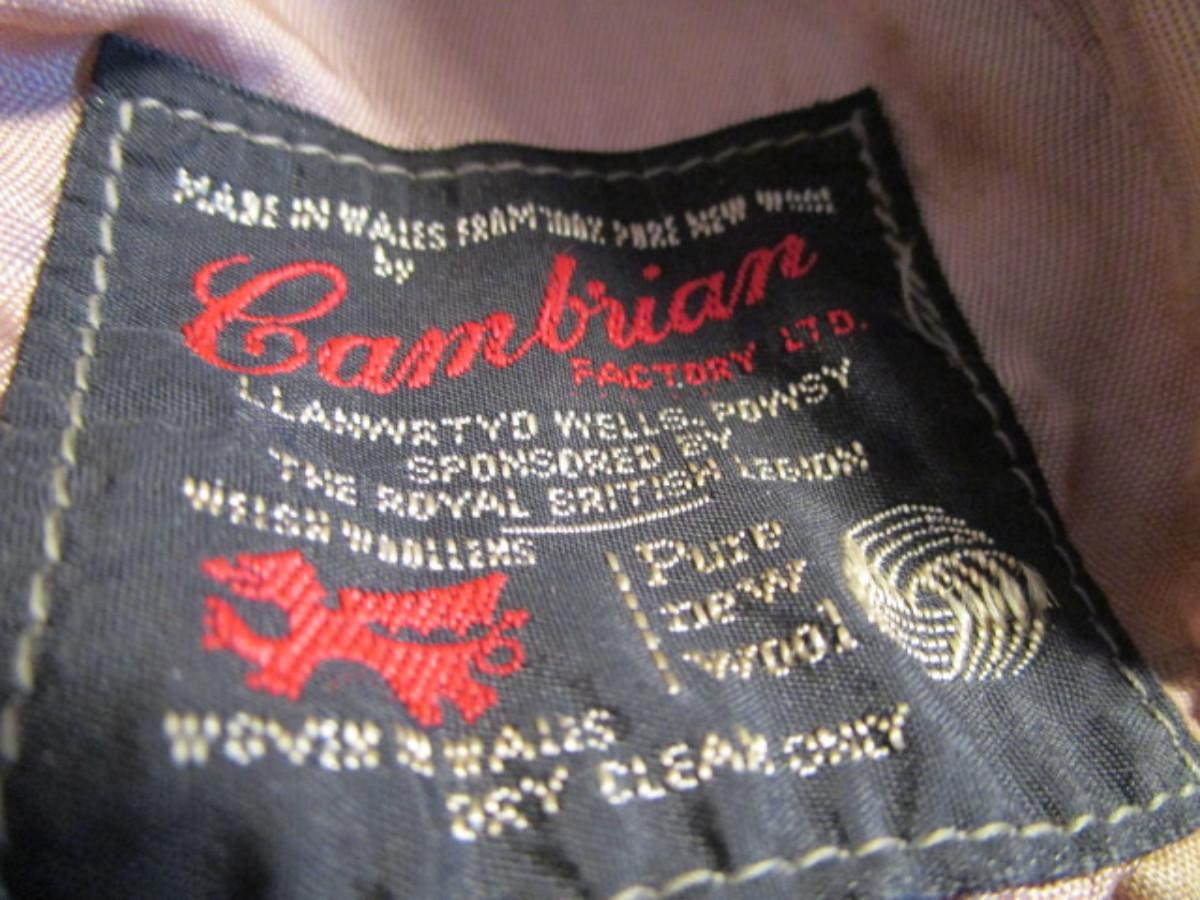 MADE IN WALES FROM 100% PURE NEW WOOL
by
Cambrian
FACTORY LTD.
LLANWRTYD WELLS, POWSY
SPONSORED BY
THE ROYAL BRITISH LEGION
WELSH WOOLLENS
Pure
new
wool
WOVEN IN WALES
DRY CLEAN ONLY